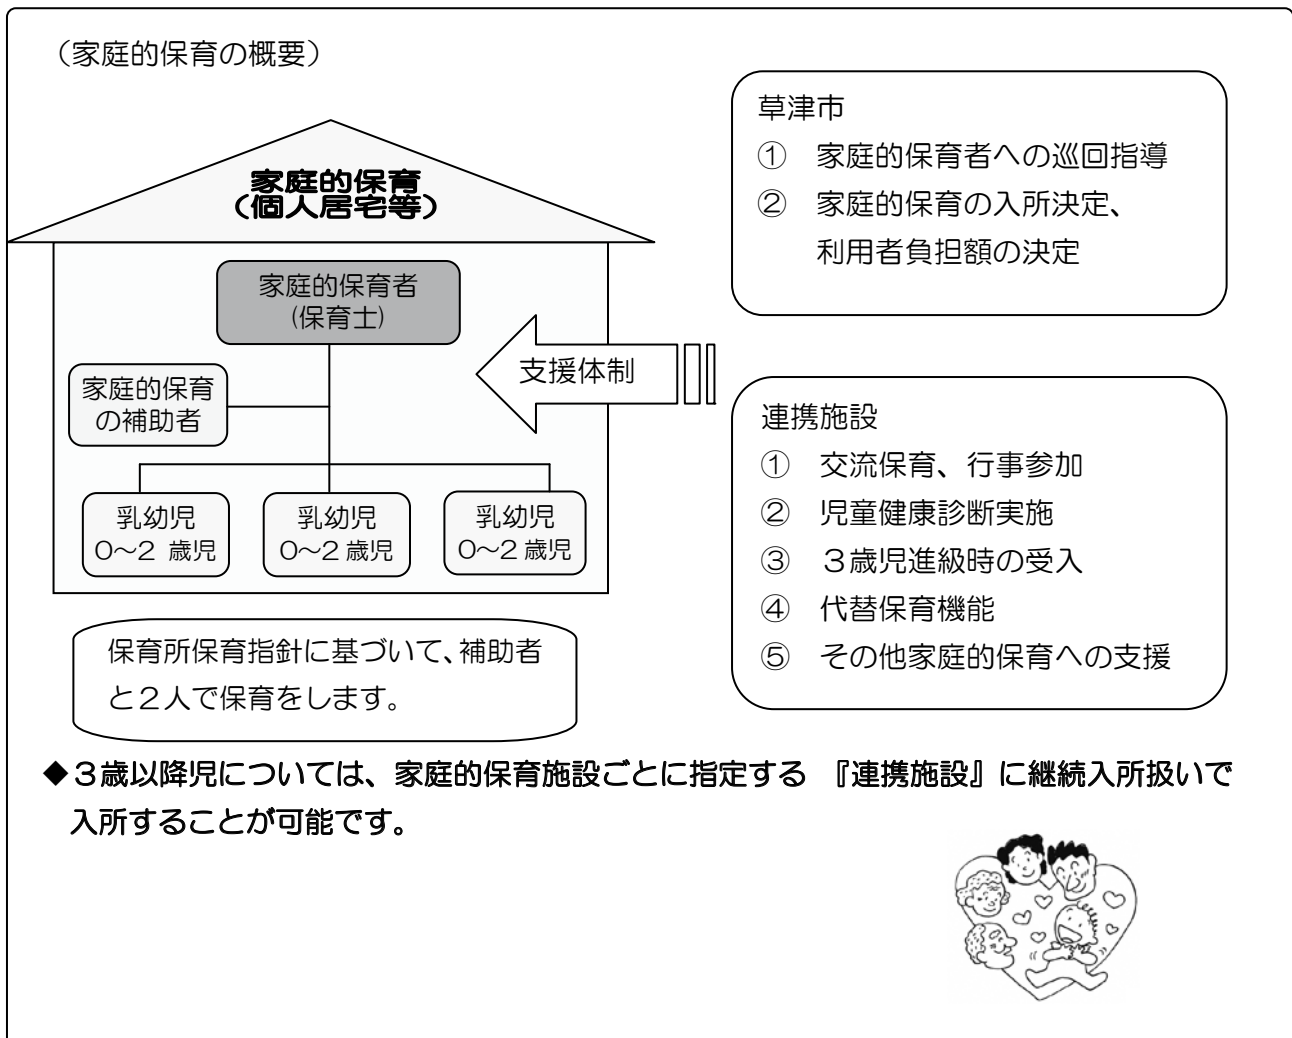 （家庭的保育の概要）
家庭的保育
（個人居宅等）
家庭的保育者
(保育士)
家庭的保育
の補助者
乳幼児
０～２ 歳児
乳幼児
０～２歳児
乳幼児
０～２歳児
支援体制
保育所保育指針に基づいて、補助者
と２人で保育をします。
草津市
① 家庭的保育者への巡回指導
② 家庭的保育の入所決定、
利用者負担額の決定
連携施設
① 交流保育、行事参加
② 児童健康診断実施
③ ３歳児進級時の受入
④ 代替保育機能
⑤ その他家庭的保育への支援
◆３歳以降児については、家庭的保育施設ごとに指定する 『連携施設』に継続入所扱いで
入所することが可能です。